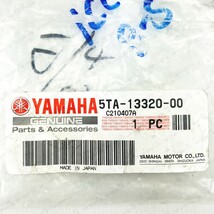 YAMAHA 5TA-13320-00
GENUINE
C210407A
Parts & Accessories
1 PC
MADE IN
JAPAN
YAMAHA MOTOR CO., LTD.